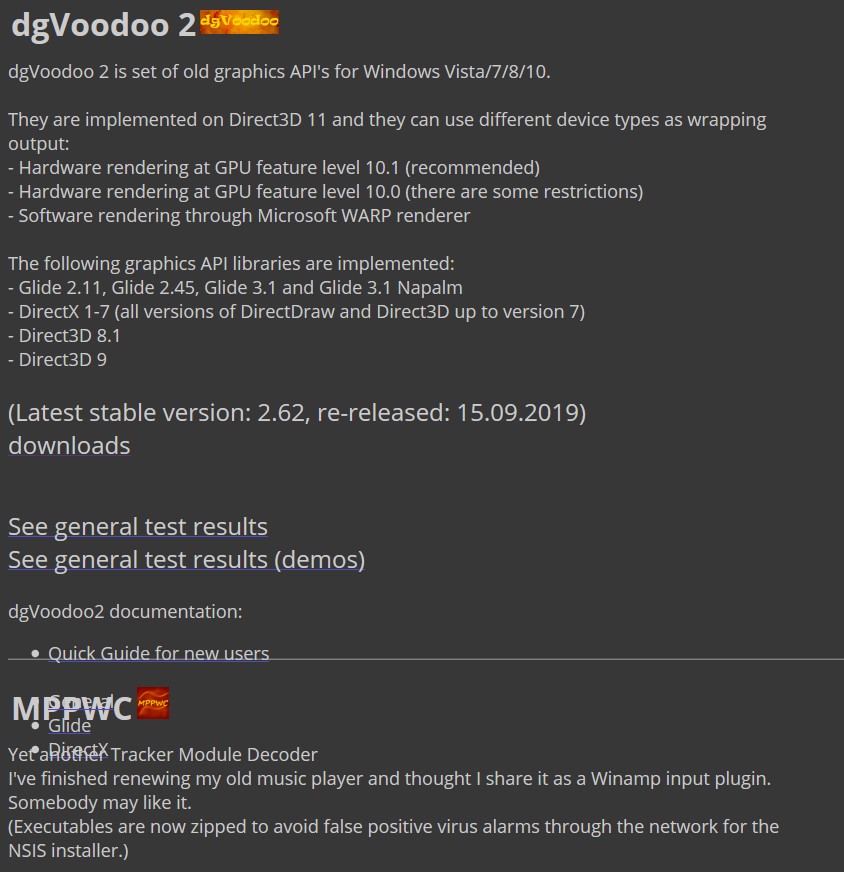 dgVoodoo 2 dgVoodoo
dgVoodoo 2 is set of old graphics API's for Windows Vista/7/8/10.
They are implemented on Direct3D 11 and they can use different device types as wrapping
output:
- Hardware rendering at GPU feature level 10.1 (recommended)
- Hardware rendering at GPU feature level 10.0 (there are some restrictions)
- Software rendering through Microsoft WARP renderer
The following graphics API libraries are implemented:
- Glide 2.11, Glide 2.45, Glide 3.1 and Glide 3.1 Napalm
- DirectX 1-7 (all versions of DirectDraw and Direct3D up to version 7)
- Direct3D 8.1
- Direct3D 9
(Latest stable version: 2.62, re-released: 15.09.2019)
downloads
See general test results
See general test results (demos)
dgVoodoo2 documentation:
• Quick Guide for new users
• General
MPPWC MPPWC
• Glide
• DirectX
Yet another Tracker Module Decoder
I've finished renewing my old music player and thought I share it as a Winamp input plugin.
Somebody may like it.
(Executables are now zipped to avoid false positive virus alarms through the network for the
NSIS installer.)